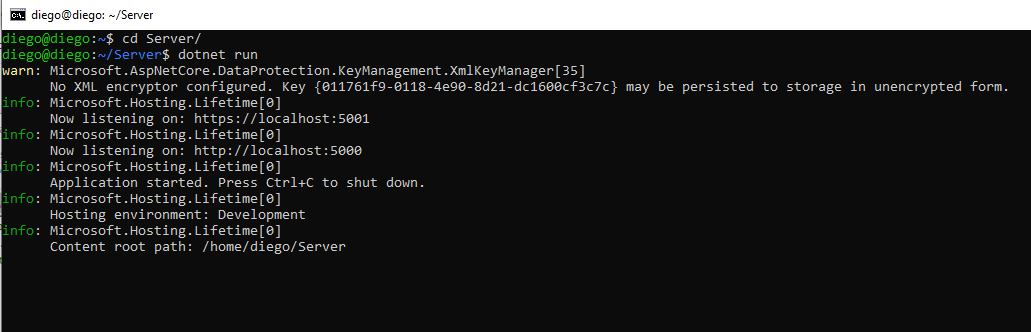 diego@diego: ~/Server
diego@diego:~$ cd Server/
diego@diego:~/Server$ dotnet run
warn: Microsoft.AspNetCore.DataProtection.KeyManagement.XmlKeyManager[35]
      No XML encryptor configured. Key {011761f9-0118-4e90-8d21-dc1600cf3c7c} may be persisted to storage in unencrypted form.
info: Microsoft.Hosting.Lifetime[0]
      Now listening on: https://localhost:5001
info: Microsoft.Hosting.Lifetime[0]
      Now listening on: http://localhost:5000
info: Microsoft.Hosting.Lifetime[0]
      Application started. Press Ctrl+C to shut down.
info: Microsoft.Hosting.Lifetime[0]
      Hosting environment: Development
info: Microsoft.Hosting.Lifetime[0]
      Content root path: /home/diego/Server